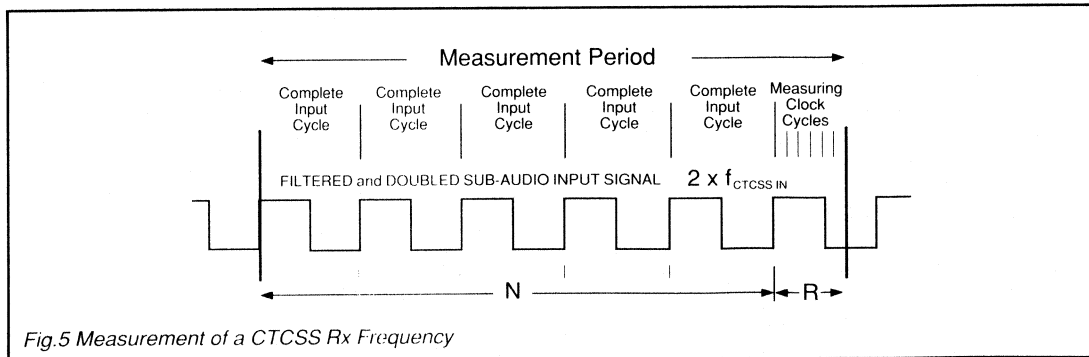 Measurement Period
Complete Input Cycle
Complete Input Cycle
Complete Input Cycle
Complete Input Cycle
Complete Input Cycle
Measuring Clock Cycles
FILTERED and DOUBLED SUB-AUDIO INPUT SIGNAL 2 x fCTCSS IN
N
R
Fig.5 Measurement of a CTCSS Rx Frequency